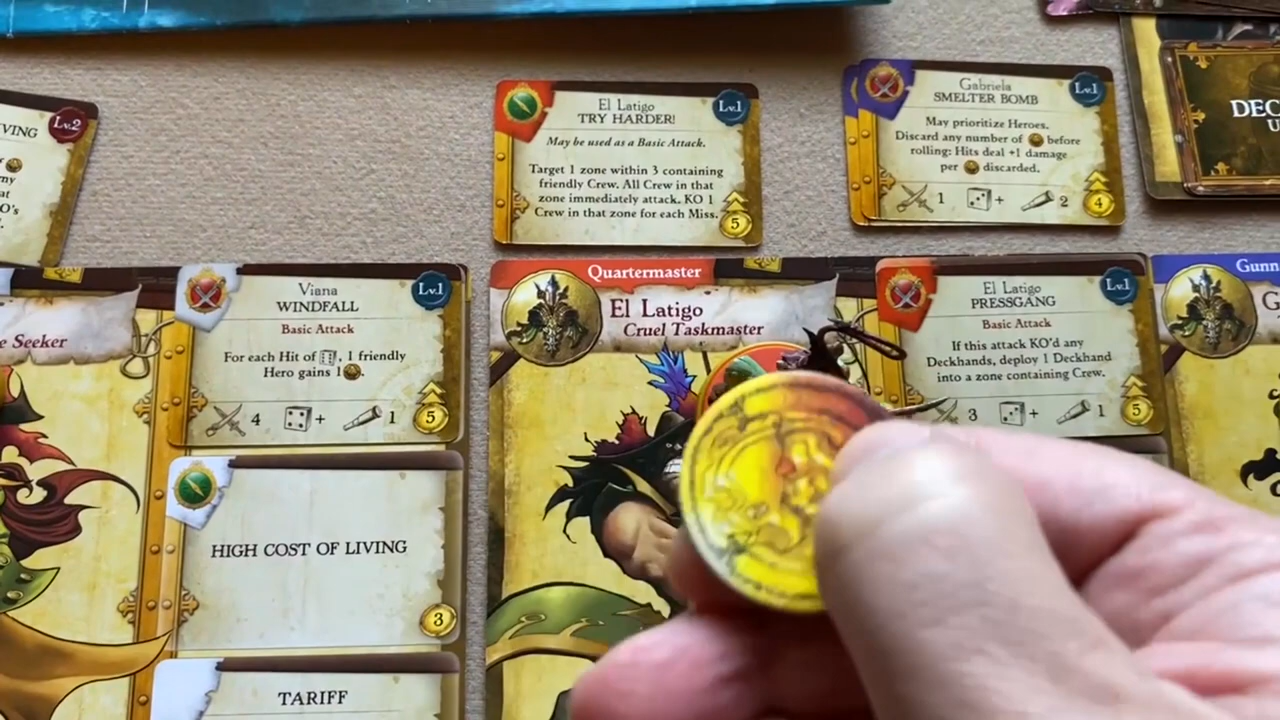 VING
Lv.2
my
at
O's
El Latigo
TRY HARDER!
Lv.1
May be used as a Basic Attack.
Target 1 zone within 3 containing
friendly Crew. All Crew in that
zone immediately attack. KO 1
Crew in that zone for each Miss.
5
Gabriela
SMELTER BOMB
Lv.1
May prioritize Heroes.
Discard any number of before
rolling: Hits deal +1 damage
per discarded.
1 + 2
4
DEC
U
e Seeker
Viana
WINDFALL
Lv.1
Basic Attack
For each Hit of , 1 friendly
Hero gains 1 .
4 + 1
5
HIGH COST OF LIVING
3
TARIFF
Quartermaster
El Latigo
Cruel Taskmaster
El Latigo
PRESSGANG
Lv.1
Basic Attack
If this attack KO'd any
Deckhands, deploy 1 Deckhand
into a zone containing Crew.
3 + 1
5
Gunn
G